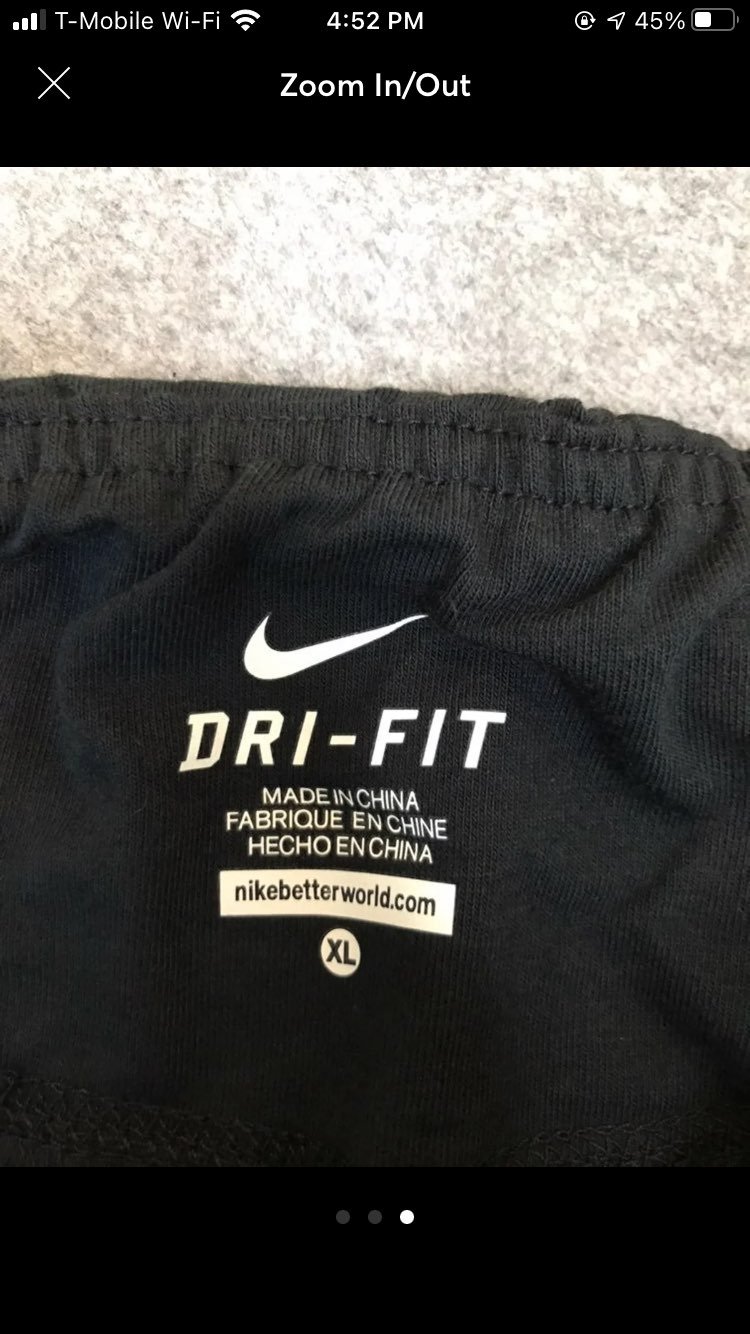 T-Mobile Wi-Fi 4:52 PM 45%
Zoom In/Out
DRI-FIT
MADE IN CHINA
FABRIQUE EN CHINE
HECHO EN CHINA
nikebetterworld.com
XL